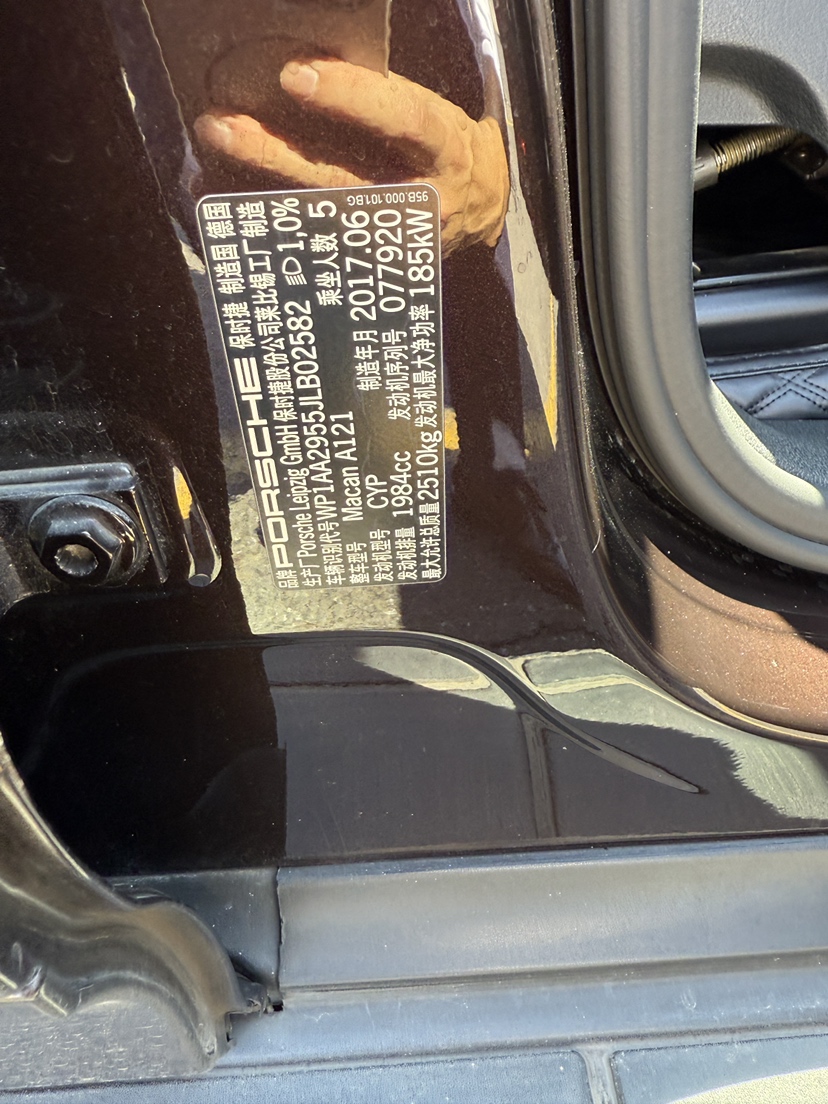 95B.000.101.BG
品牌 PORSCHE 保时捷 制造国 德国
生产厂 Porsche Leipzig GmbH 保时捷股份公司莱比锡工厂 制造
车辆识别代号 WP1AA2955JLB02582 1,0%
整车型号 Macan A121 乘坐人数 5
发动机型号 CYP 制造年月 2017.06
发动机排量 1984cc 发动机序列号 077920
最大允许总质量 2510kg 发动机最大净功率 185kW